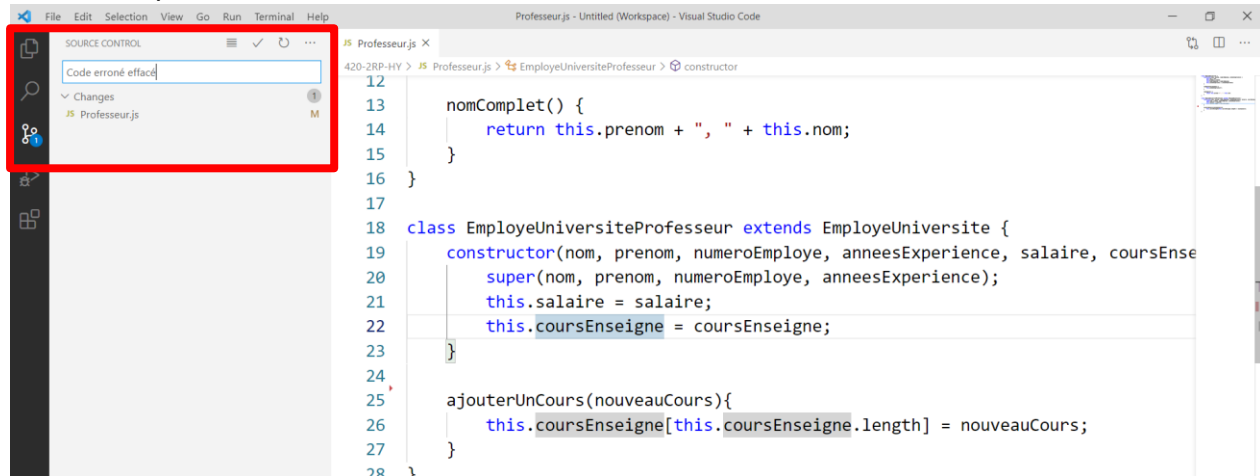 File Edit Selection View Go Run Terminal Help
Professeur.js - Untitled (Workspace) - Visual Studio Code
SOURCE CONTROL
Code erroné effacé
Changes 1
JS Professeur.js M
1
JS Professeur.js
420-2RP-HY > JS Professeur.js > EmployeUniversiteProfesseur > constructor
12
13 nomComplet() {
14 return this.prenom + ", " + this.nom;
15 }
16 }
17
18 class EmployeUniversiteProfesseur extends EmployeUniversite {
19 constructor(nom, prenom, numeroEmploye, anneesExperience, salaire, coursEnse
20 super(nom, prenom, numeroEmploye, anneesExperience);
21 this.salaire = salaire;
22 this.coursEnseigne = coursEnseigne;
23 }
24
25 ajouterUnCours(nouveauCours){
26 this.coursEnseigne[this.coursEnseigne.length] = nouveauCours;
27 }
28 }